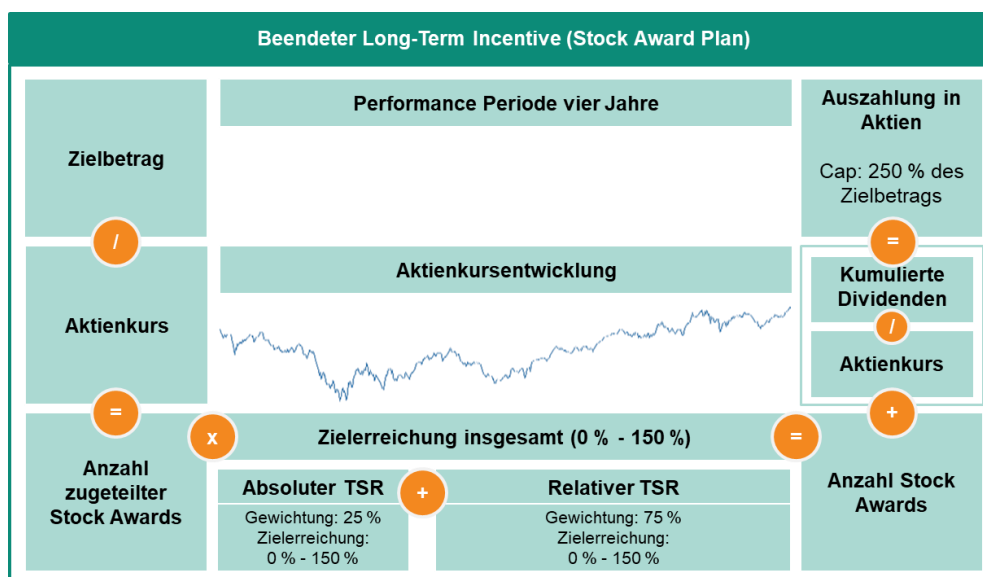 Beendeter Long-Term Incentive (Stock Award Plan)
Zielbetrag
/
Aktienkurs
=
Anzahl
zugeteilter
Stock Awards
x
Performance Periode vier Jahre
Aktienkursentwicklung
Zielerreichung insgesamt (0 % - 150 %)
Absoluter TSR
Gewichtung: 25 %
Zielerreichung:
0 % - 150 %
+
Relativer TSR
Gewichtung: 75 %
Zielerreichung:
0 % - 150 %
=
Auszahlung in
Aktien
Cap: 250 % des
Zielbetrags
=
Kumulierte
Dividenden
/
Aktienkurs
+
Anzahl Stock
Awards